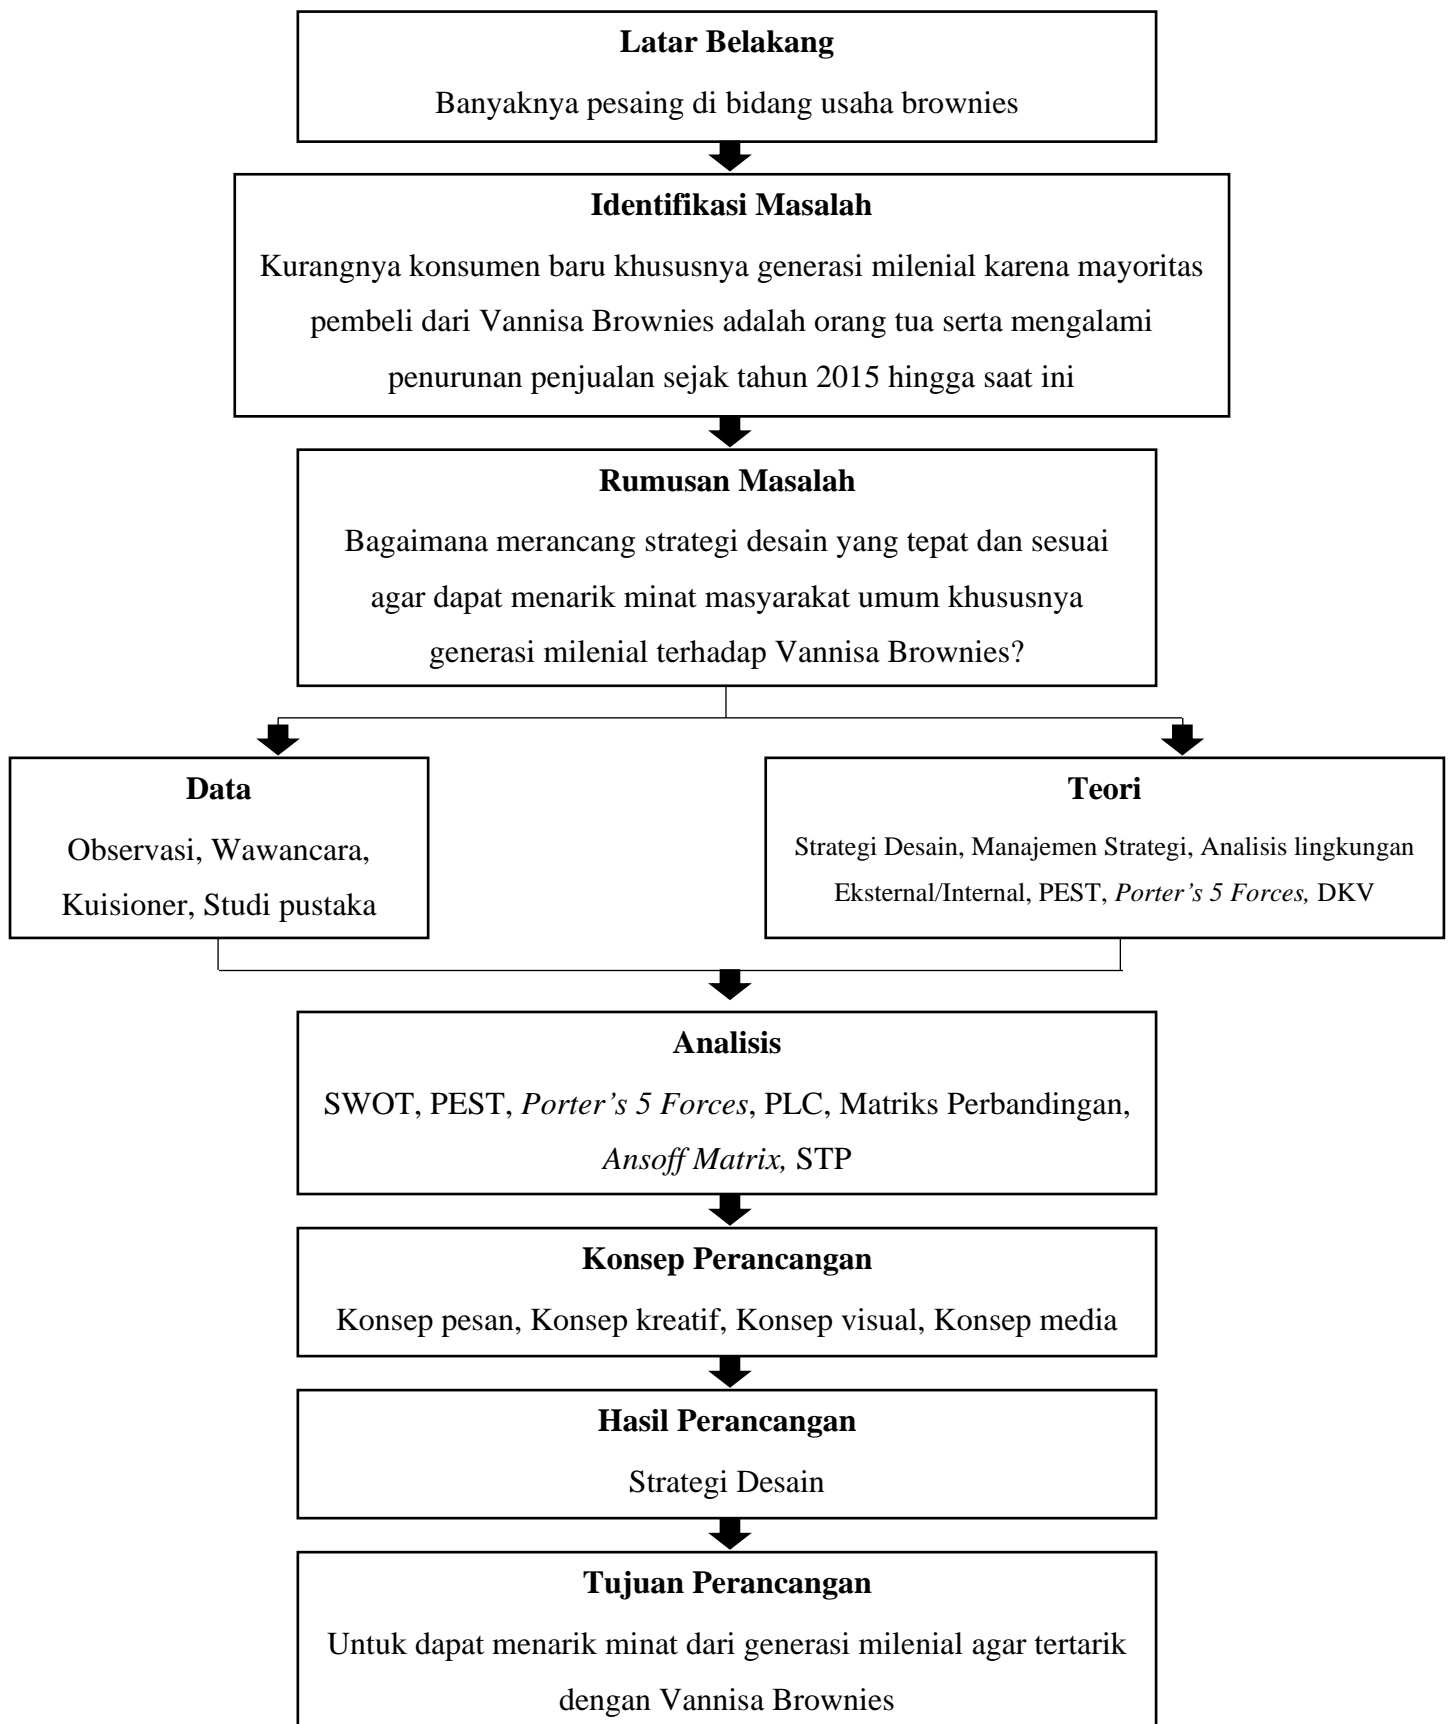 Latar Belakang
Banyaknya pesaing di bidang usaha brownies
Identifikasi Masalah
Kurangnya konsumen baru khususnya generasi milenial karena mayoritas
pembeli dari Vannisa Brownies adalah orang tua serta mengalami
penurunan penjualan sejak tahun 2015 hingga saat ini
Rumusan Masalah
Bagaimana merancang strategi desain yang tepat dan sesuai
agar dapat menarik minat masyarakat umum khususnya
generasi milenial terhadap Vannisa Brownies?
Data
Observasi, Wawancara,
Kuisioner, Studi pustaka
Teori
Strategi Desain, Manajemen Strategi, Analisis lingkungan
Eksternal/Internal, PEST, Porter’s 5 Forces, DKV
Analisis
SWOT, PEST, Porter’s 5 Forces, PLC, Matriks Perbandingan,
Ansoff Matrix, STP
Konsep Perancangan
Konsep pesan, Konsep kreatif, Konsep visual, Konsep media
Hasil Perancangan
Strategi Desain
Tujuan Perancangan
Untuk dapat menarik minat dari generasi milenial agar tertarik
dengan Vannisa Brownies